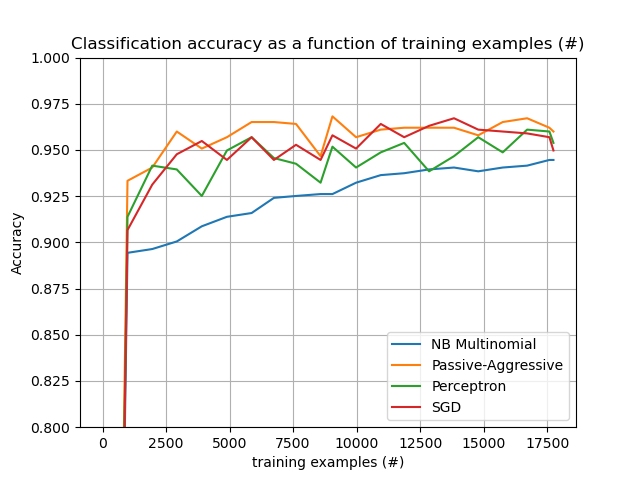 Classification accuracy as a function of training examples (#)
1.000
0.975
0.950
0.925
0.900
0.875
0.850
0.825
0.800
Accuracy
NB Multinomial
Passive-Aggressive
Perceptron
SGD
0 2500 5000 7500 10000 12500 15000 17500
training examples (#)